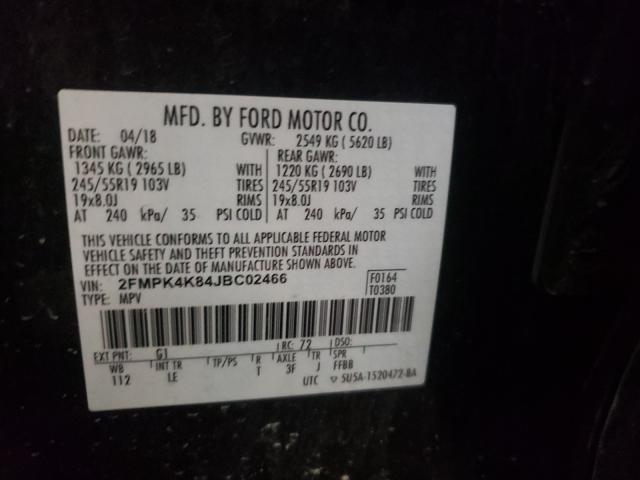 MFD. BY FORD MOTOR CO.
DATE: 04/18 GVWR: 2549 KG ( 5620 LB)
FRONT GAWR: REAR GAWR:
1345 KG ( 2965 LB) WITH 1220 KG ( 2690 LB) WITH
245/55R19 103V TIRES 245/55R19 103V TIRES
19x8.0J RIMS 19x8.0J RIMS
AT 240 kPa/ 35 PSI COLD AT 240 kPa/ 35 PSI COLD
THIS VEHICLE CONFORMS TO ALL APPLICABLE FEDERAL MOTOR
VEHICLE SAFETY AND THEFT PREVENTION STANDARDS IN
EFFECT ON THE DATE OF MANUFACTURE SHOWN ABOVE.
VIN: 2FMPK4K84JBC02466 F0164
TYPE: MPV T0380
EXT PNT: G1 RC: 72 DSO:
WB INT TR TP/PS R AXLE TR SPR
112 LE T 3F J FFBB
UTC ▽ 5U5A-1520472-BA